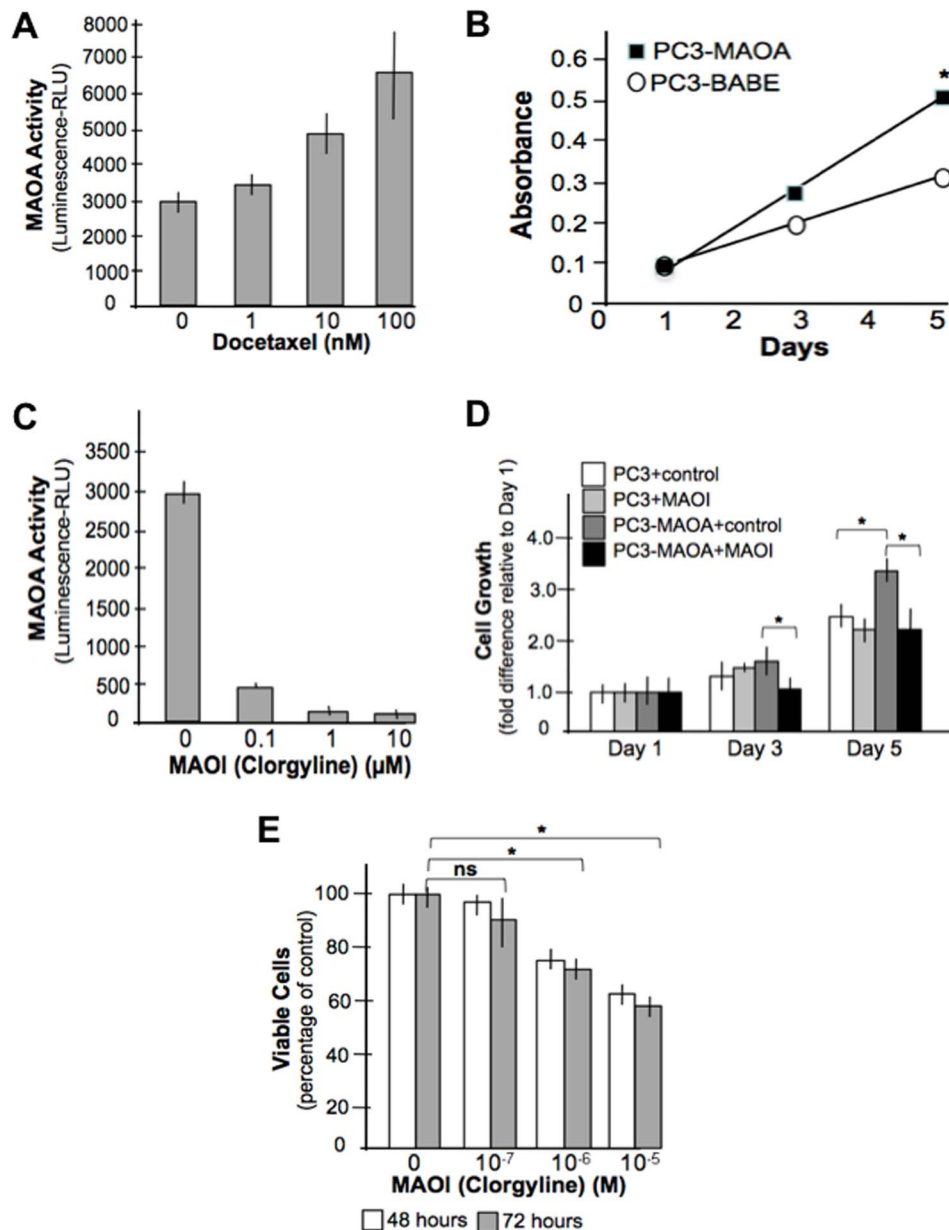 A
8000
7000
6000
5000
4000
3000
2000
1000
0
MAOA Activity
(Luminescence-RLU)
0 1 10 100
Docetaxel (nM)
B
PC3-MAOA
PC3-BABE
*
0.6
0.5
0.4
0.3
0.2
0.1
0
Absorbance
0 1 2 3 4 5
Days
C
3500
3000
2500
2000
1500
1000
500
0
MAOA Activity
(Luminescence-RLU)
0 0.1 1 10
MAOI (Clorgyline) (µM)
D
PC3+control
PC3+MAOI
PC3-MAOA+control
PC3-MAOA+MAOI
* *
*
4.0
3.0
2.0
1.0
0
Cell Growth
(fold difference relative to Day 1)
Day 1 Day 3 Day 5
E
*
*
ns
100
80
60
40
20
0
Viable Cells
(percentage of control)
0 10⁻⁷ 10⁻⁶ 10⁻⁵
MAOI (Clorgyline) (M)
48 hours 72 hours